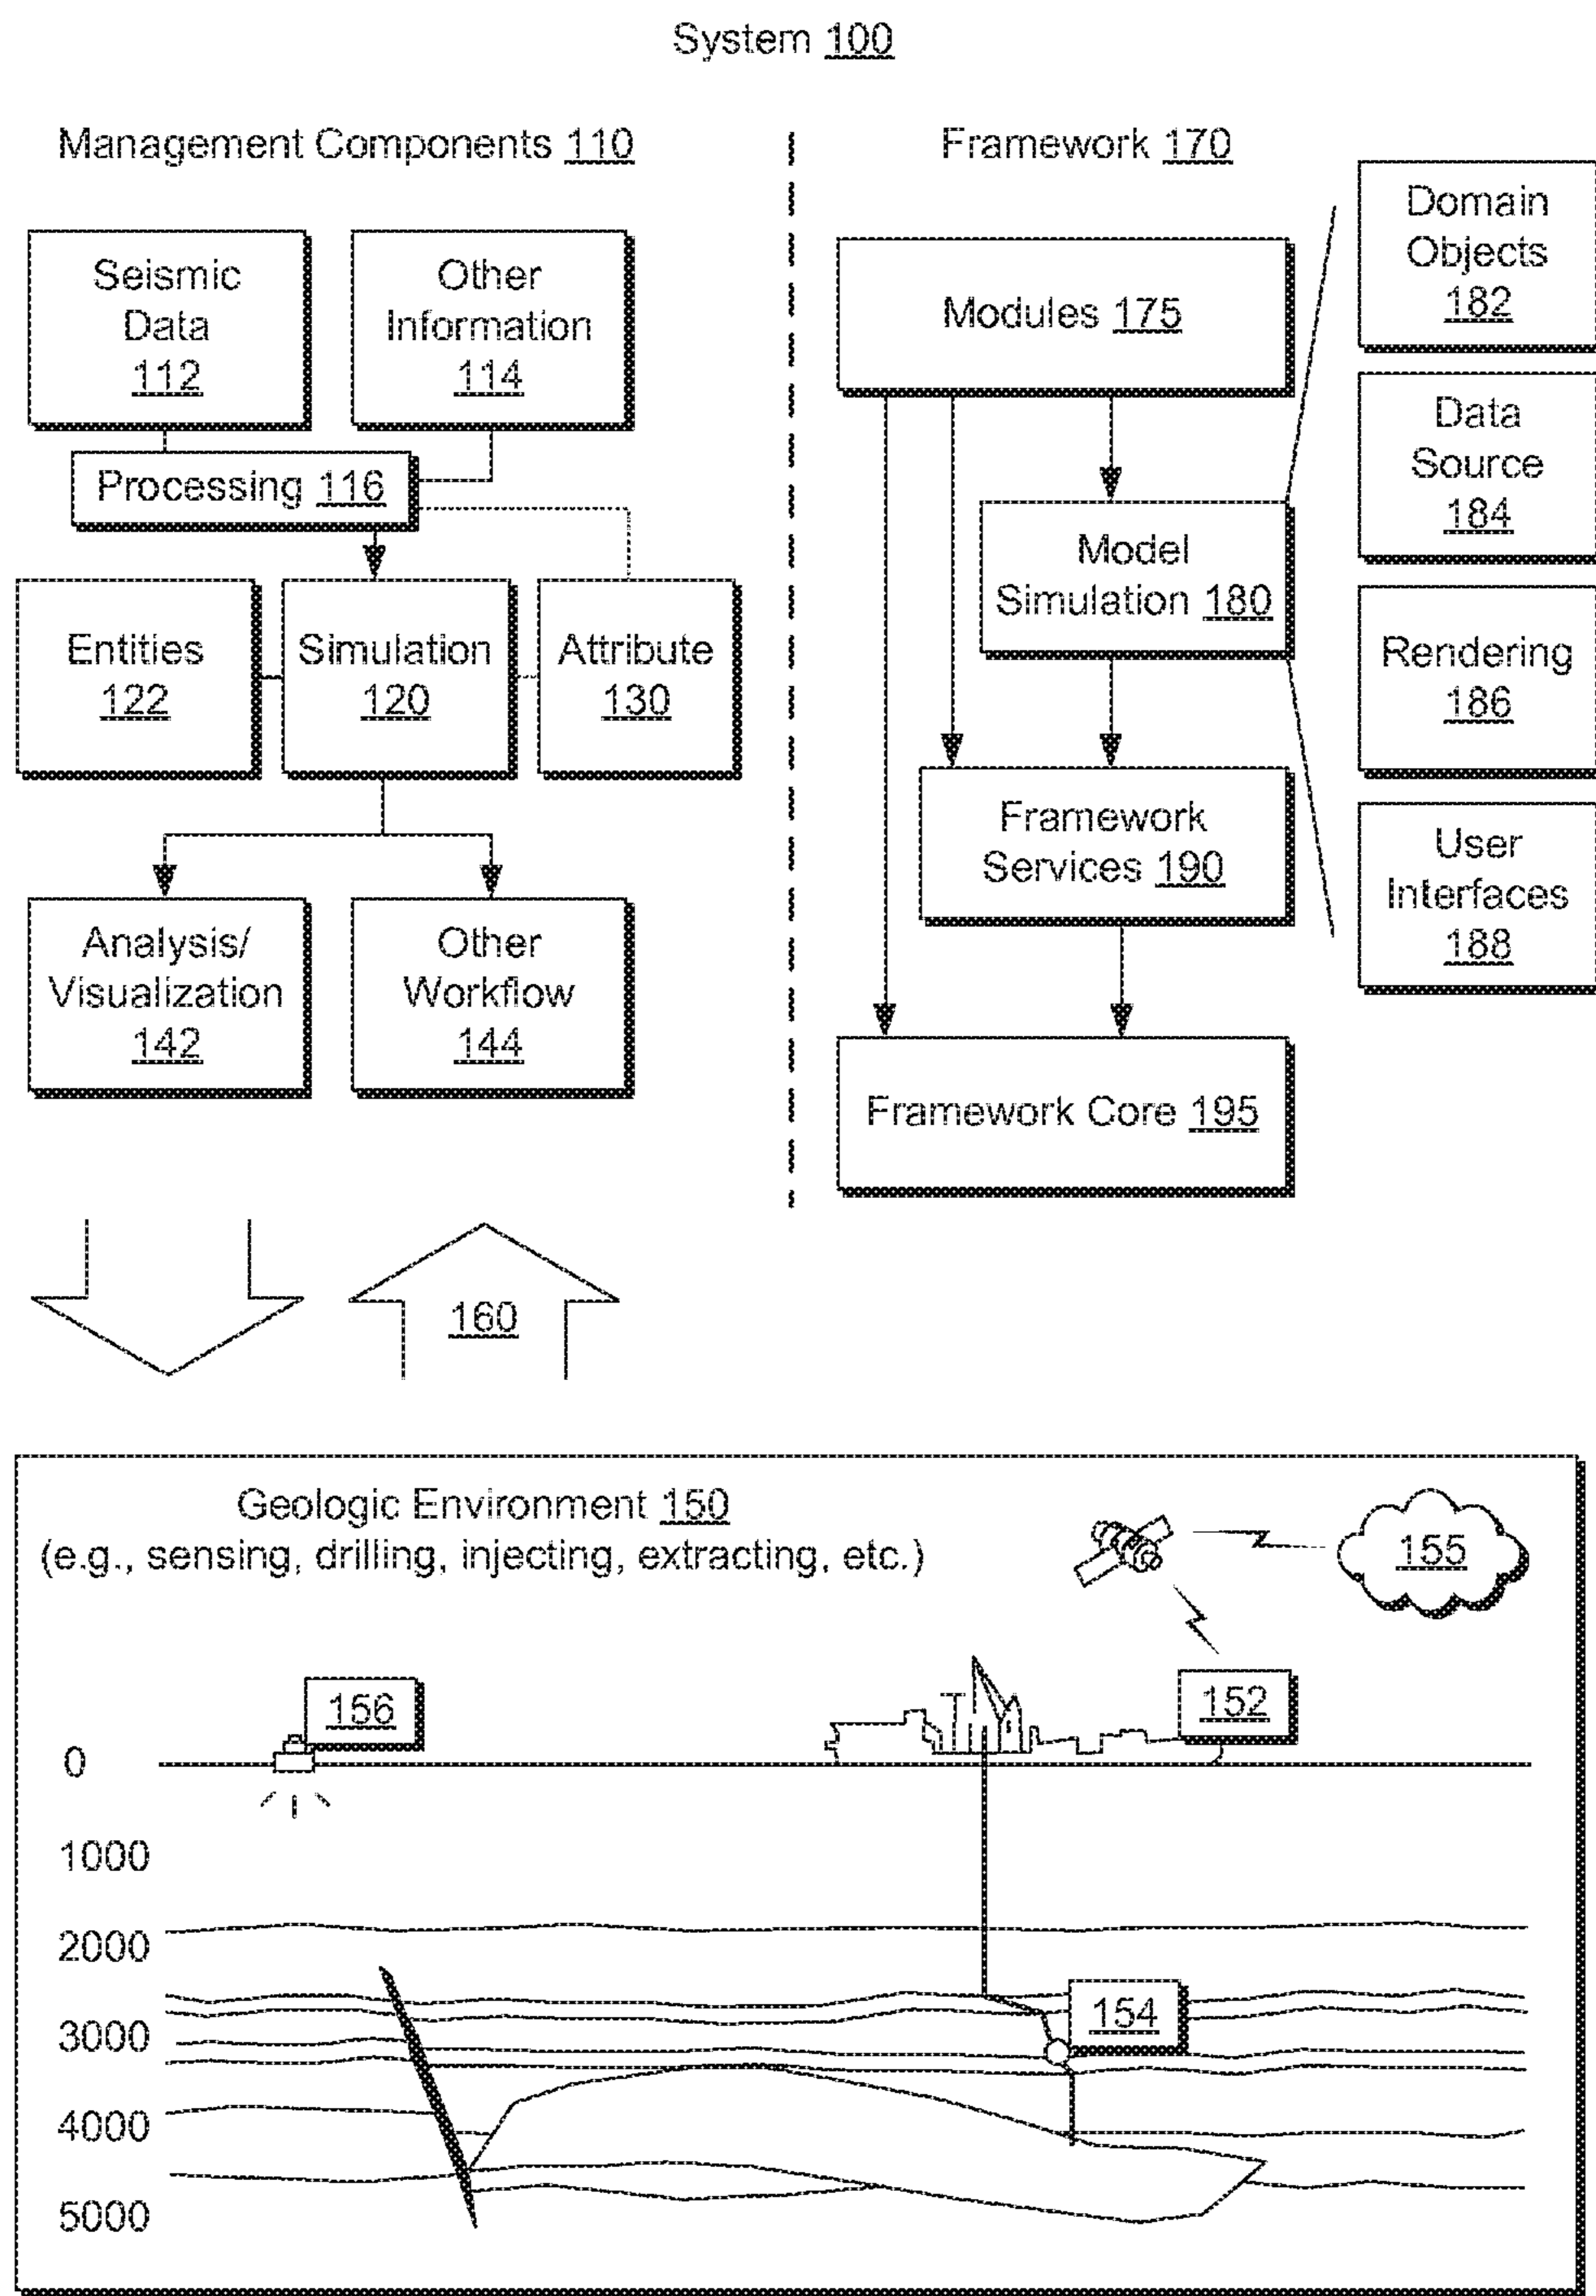 System 100
Management Components 110
Seismic
Data
112
Other
Information
114
Processing 116
Entities
122
Simulation
120
Attribute
130
Analysis/
Visualization
142
Other
Workflow
144
Framework 170
Modules 175
Model
Simulation 180
Framework
Services 190
Framework Core 195
Domain
Objects
182
Data
Source
184
Rendering
186
User
Interfaces
188
160
Geologic Environment 150
(e.g., sensing, drilling, injecting, extracting, etc.)
155
156
152
0
1000
2000
3000
154
4000
5000